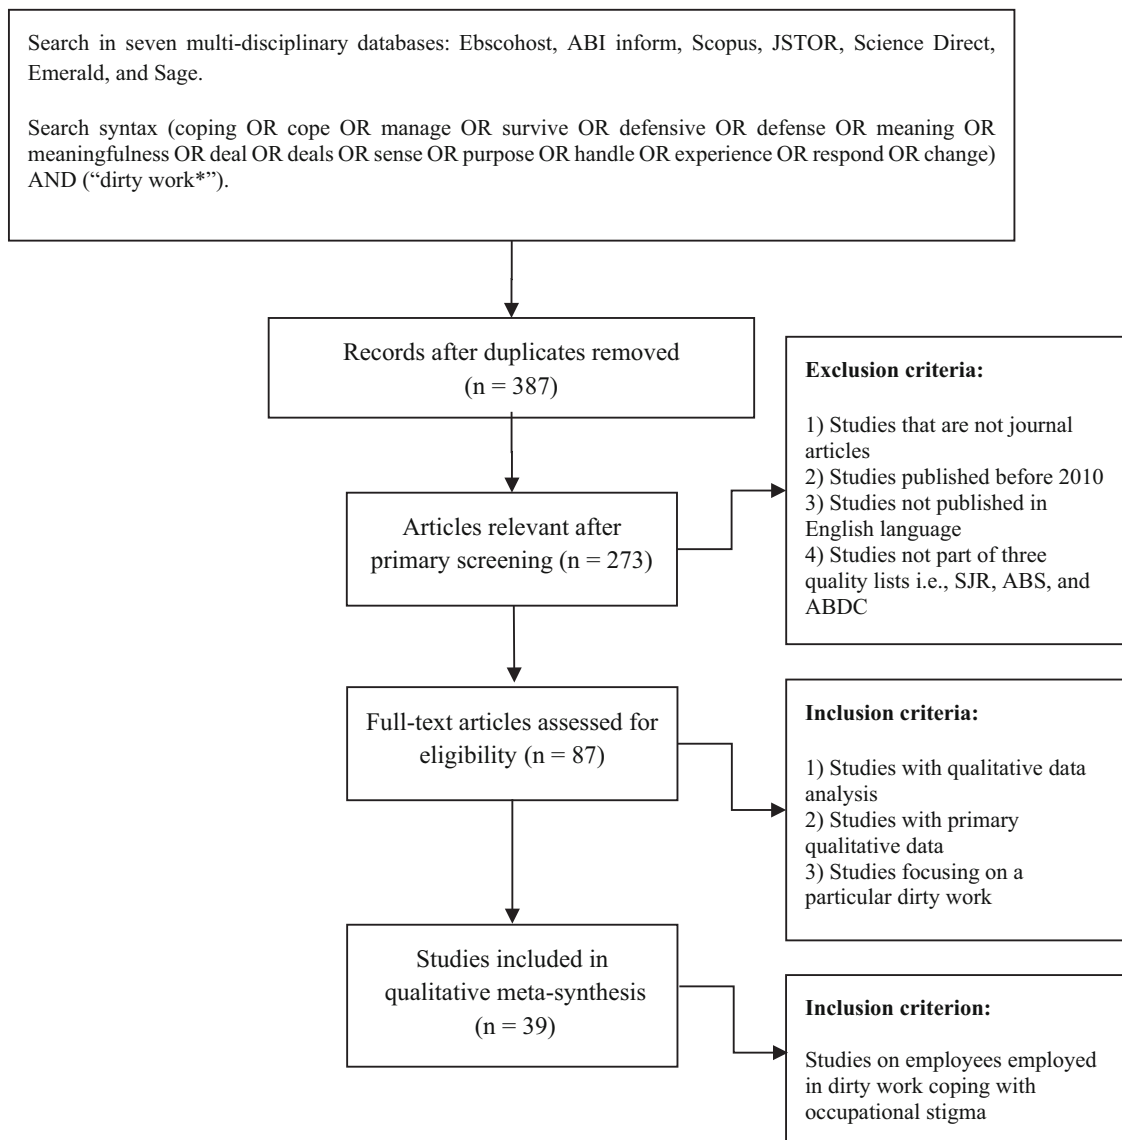 Search in seven multi-disciplinary databases: Ebscohost, ABI inform, Scopus, JSTOR, Science Direct,
Emerald, and Sage.
Search syntax (coping OR cope OR manage OR survive OR defensive OR defense OR meaning OR
meaningfulness OR deal OR deals OR sense OR purpose OR handle OR experience OR respond OR change)
AND (“dirty work*”).
Records after duplicates removed
(n = 387)
Articles relevant after
primary screening (n = 273)
Exclusion criteria:
1) Studies that are not journal
articles
2) Studies published before 2010
3) Studies not published in
English language
4) Studies not part of three
quality lists i.e., SJR, ABS, and
ABDC
Full-text articles assessed for
eligibility (n = 87)
Inclusion criteria:
1) Studies with qualitative data
analysis
2) Studies with primary
qualitative data
3) Studies focusing on a
particular dirty work
Studies included in
qualitative meta-synthesis
(n = 39)
Inclusion criterion:
Studies on employees employed
in dirty work coping with
occupational stigma